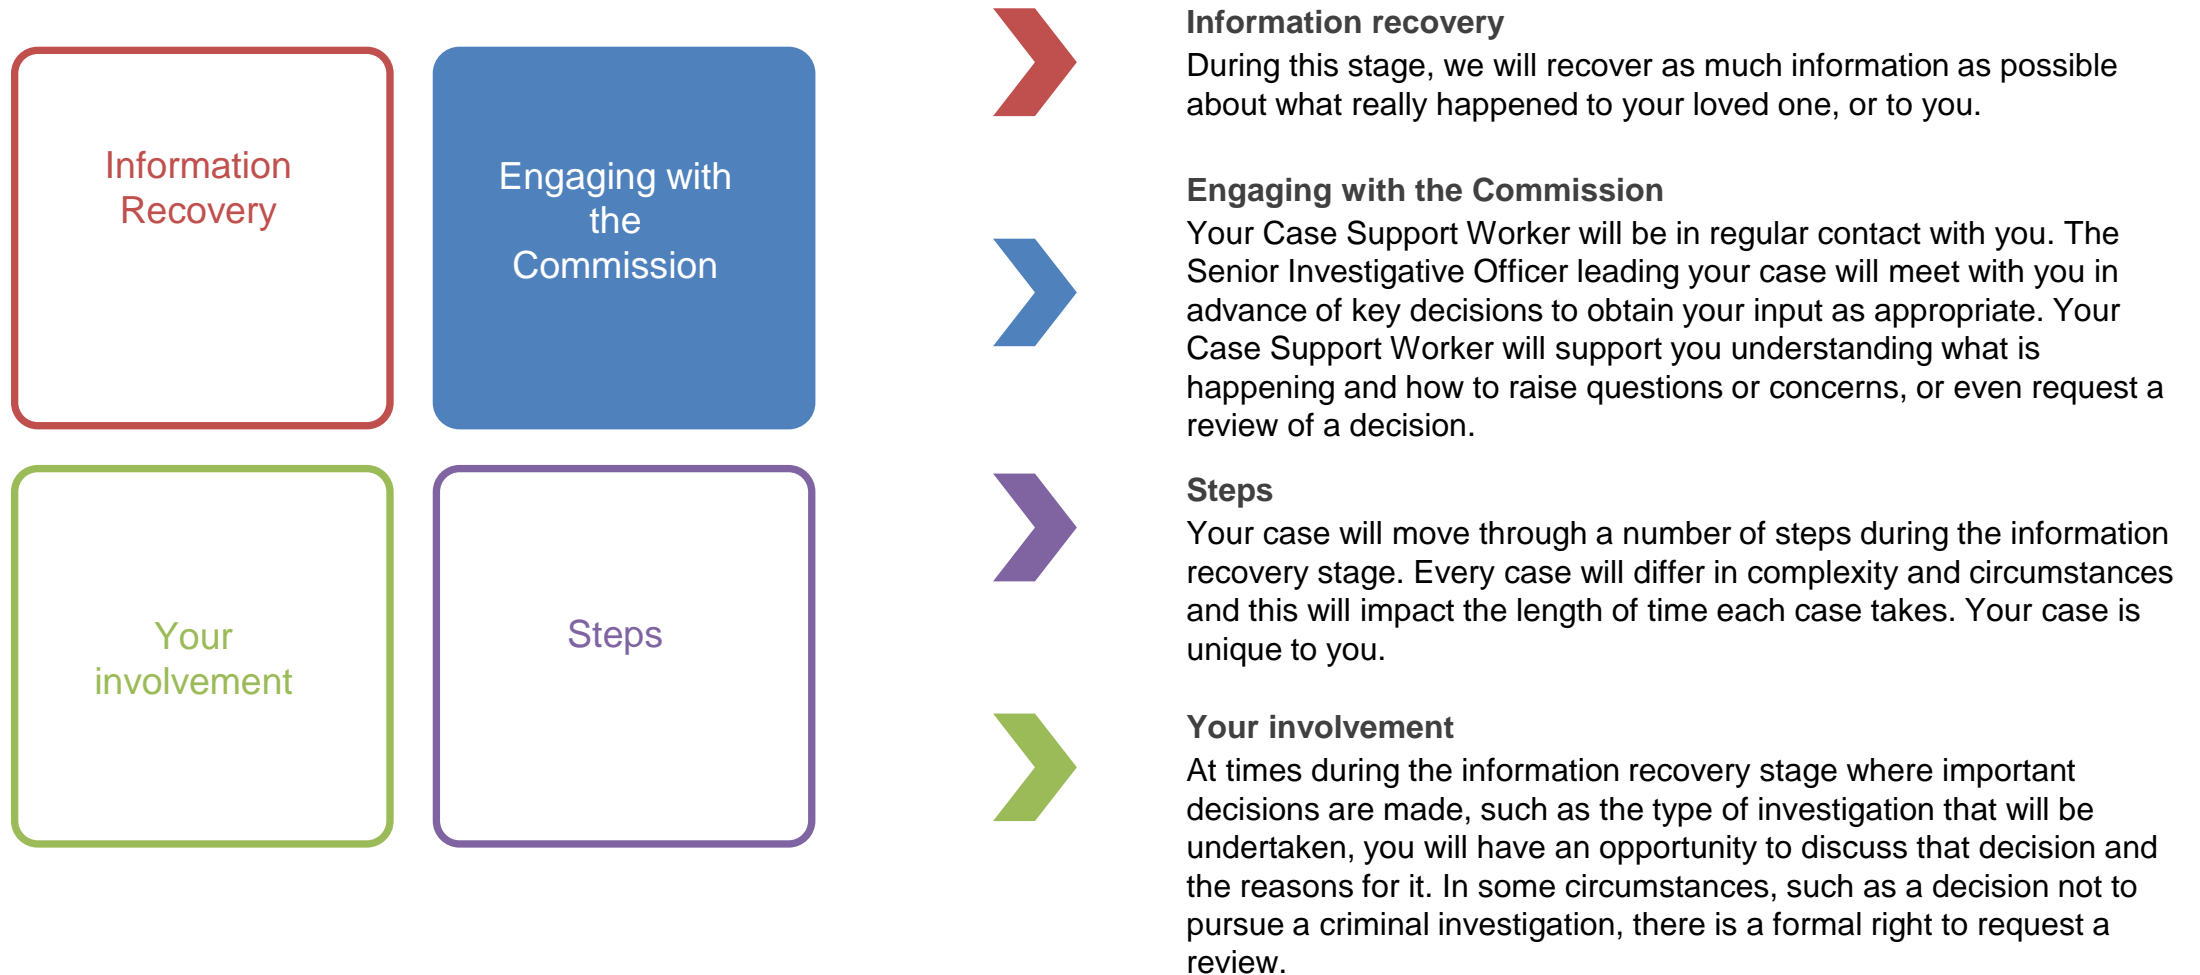 Information
Recovery
Engaging with
the
Commission
Your
involvement
Steps
Information recovery
During this stage, we will recover as much information as possible
about what really happened to your loved one, or to you.
Engaging with the Commission
Your Case Support Worker will be in regular contact with you. The
Senior Investigative Officer leading your case will meet with you in
advance of key decisions to obtain your input as appropriate. Your
Case Support Worker will support you understanding what is
happening and how to raise questions or concerns, or even request a
review of a decision.
Steps
Your case will move through a number of steps during the information
recovery stage. Every case will differ in complexity and circumstances
and this will impact the length of time each case takes. Your case is
unique to you.
Your involvement
At times during the information recovery stage where important
decisions are made, such as the type of investigation that will be
undertaken, you will have an opportunity to discuss that decision and
the reasons for it. In some circumstances, such as a decision not to
pursue a criminal investigation, there is a formal right to request a
review.